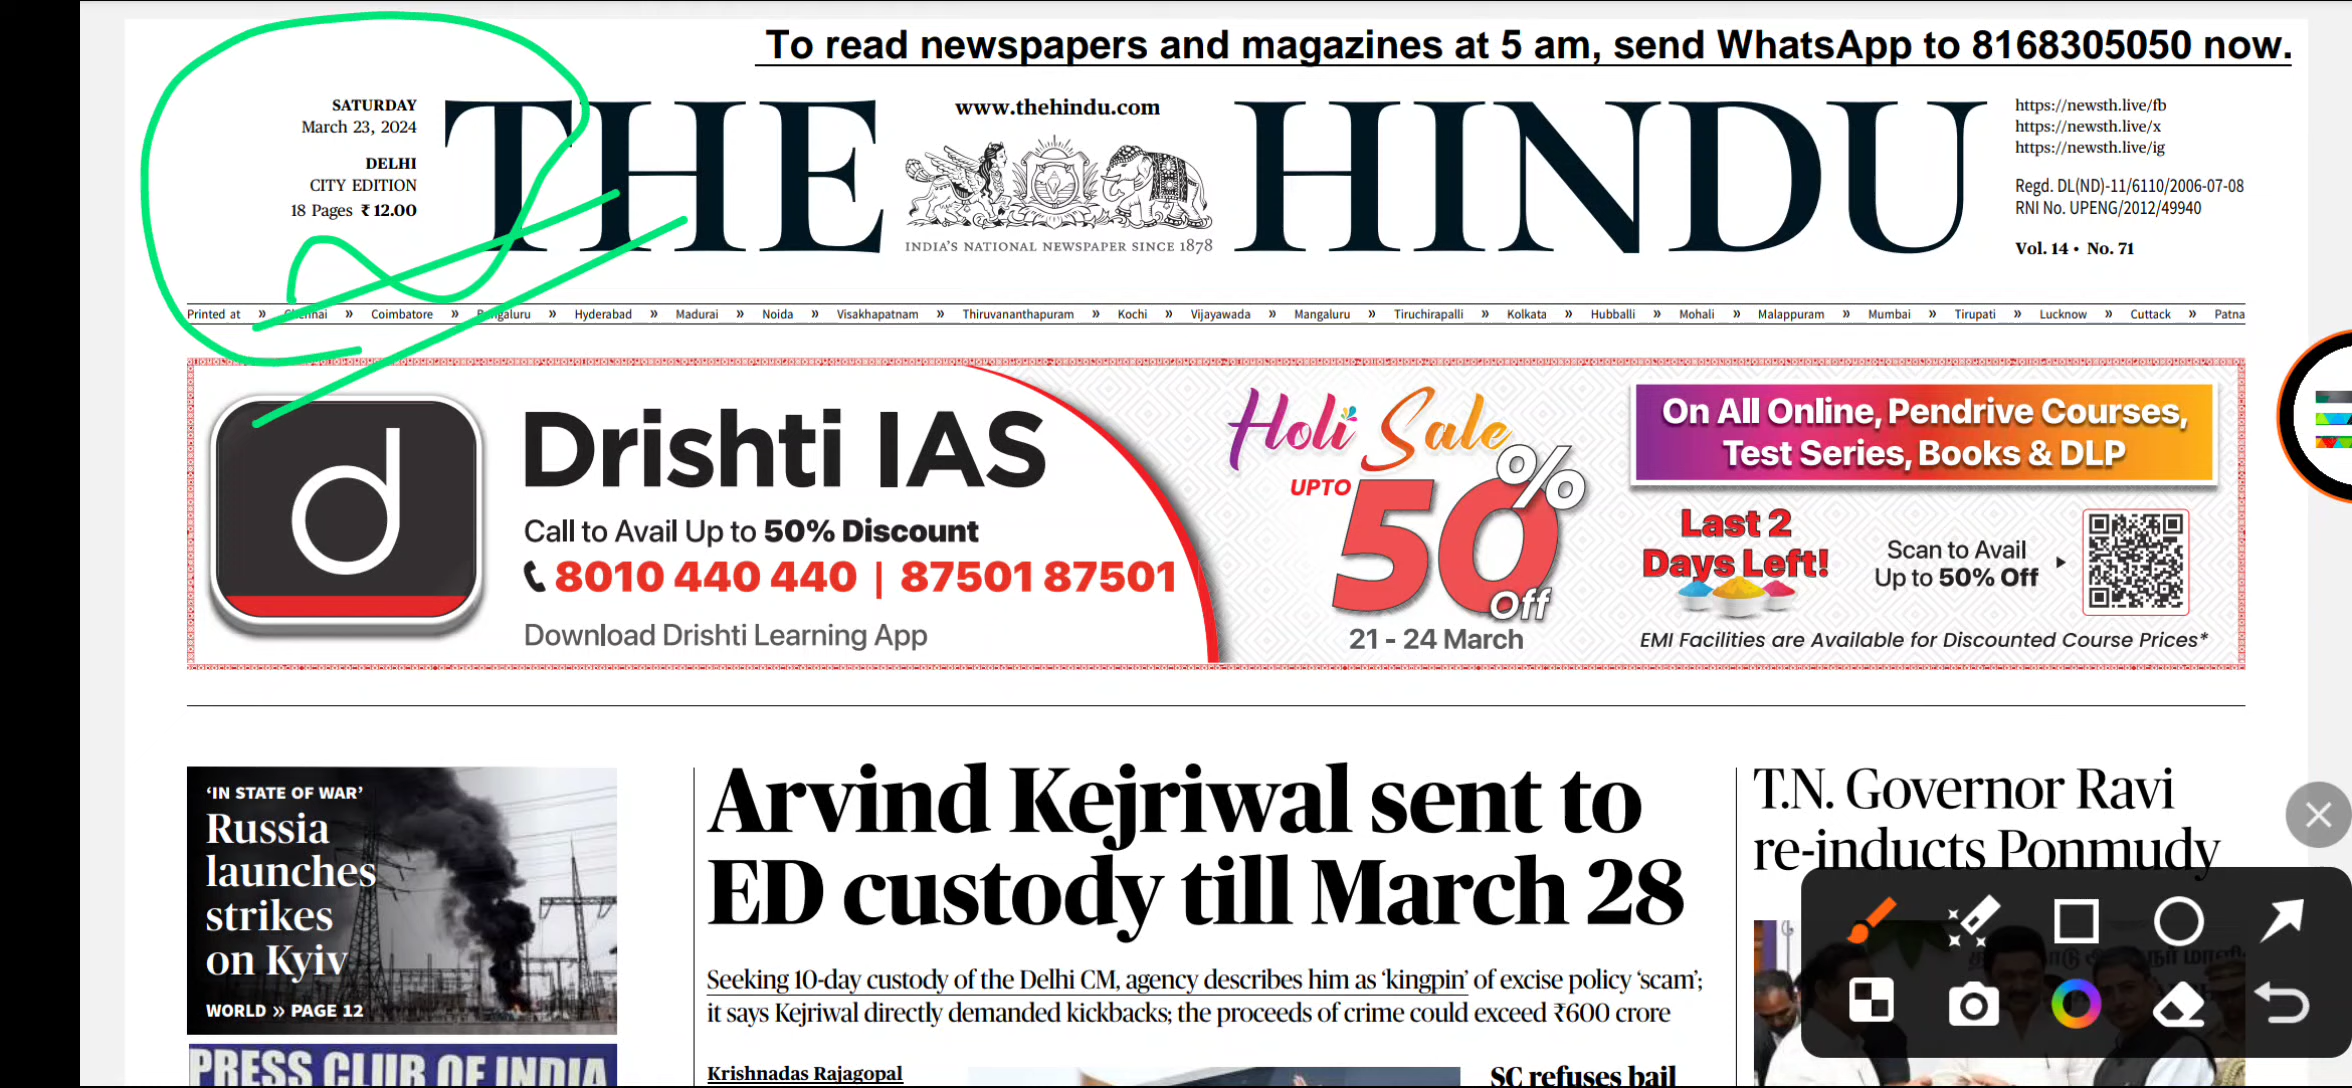 To read newspapers and magazines at 5 am, send WhatsApp to 8168305050 now.
SATURDAY
March 23, 2024
DELHI
CITY EDITION
18 Pages ₹ 12.00
THE HINDU
www.thehindu.com
INDIA'S NATIONAL NEWSPAPER SINCE 1878
https://newsth.live/fb
https://newsth.live/x
https://newsth.live/ig
Regd. DL(ND)-11/6110/2006-07-08
RNI No. UPENG/2012/49940
Vol. 14 • No. 71
Printed at » Chennai » Coimbatore » Bengaluru » Hyderabad » Madurai » Noida » Visakhapatnam » Thiruvananthapuram » Kochi » Vijayawada » Mangaluru » Tiruchirapalli » Kolkata » Hubballi » Mohali » Malappuram » Mumbai » Tirupati » Lucknow » Cuttack » Patna
d
Drishti IAS
Call to Avail Up to 50% Discount
8010 440 440 | 87501 87501
Download Drishti Learning App
Holi Sale
UPTO
50%
Off
21 - 24 March
On All Online, Pendrive Courses,
Test Series, Books & DLP
Last 2
Days Left!
Scan to Avail
Up to 50% Off
EMI Facilities are Available for Discounted Course Prices*
‘IN STATE OF WAR’
Russia
launches
strikes
on Kyiv
WORLD » PAGE 12
PRESS CLUB OF INDIA
Arvind Kejriwal sent to
ED custody till March 28
Seeking 10-day custody of the Delhi CM, agency describes him as ‘kingpin’ of excise policy ‘scam’;
it says Kejriwal directly demanded kickbacks; the proceeds of crime could exceed ₹600 crore
Krishnadas Rajagopal
SC refuses bail
T.N. Governor Ravi
re-inducts Ponmudy